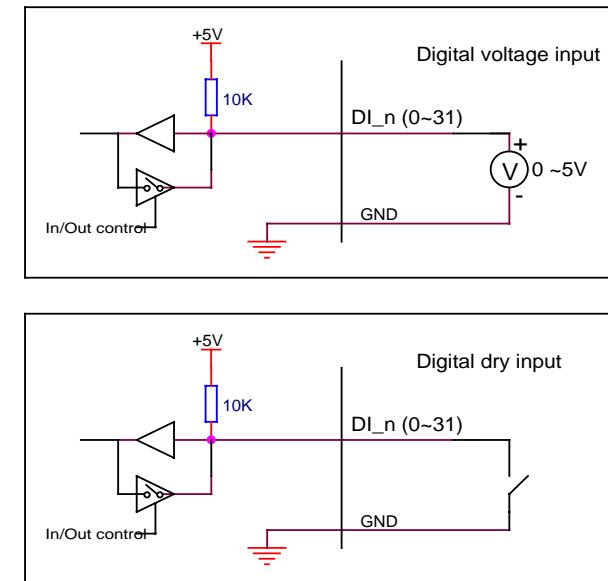 +5V
Digital voltage input
10K
DI_n (0~31)
+
V
0 ~5V
-
GND
In/Out control
+5V
Digital dry input
10K
DI_n (0~31)
GND
In/Out control